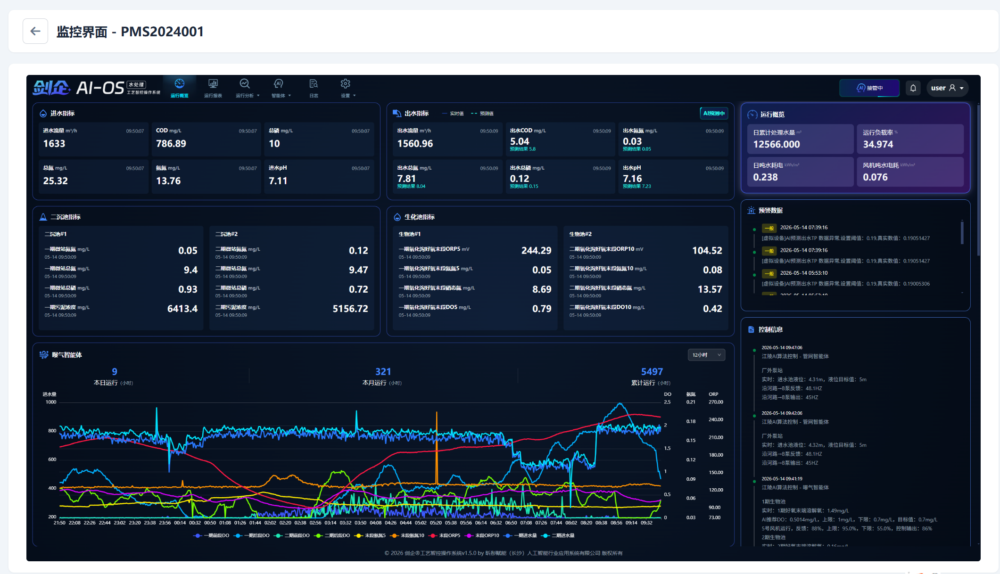 监控界面 - PMS2024001
剑企 AI-OS 水处理 工艺智控操作系统
运行概览
运行报表
运行分析
智能体
日志
设置
AI 接管中
user
进水指标
进水流量 m³/h 09:50:07
1633
COD mg/L 09:50:07
786.89
总磷 mg/L 09:50:07
10
总氮 mg/L 09:50:07
25.32
氨氮 mg/L 09:50:07
13.76
进水pH 09:50:07
7.11
出水指标 实时值 预测值 AI预测中
出水流量 m³/h 09:50:09
1560.96
出水COD mg/L 09:50:09
5.04
预测结果 5.8
出水氨氮 mg/L 09:50:09
0.03
预测结果 0.05
出水总氮 mg/L 09:50:09
7.81
预测结果 8.04
出水总磷 mg/L 09:50:09
0.12
预测结果 0.15
出水pH 09:50:09
7.16
预测结果 7.23
运行概览
日累计处理水量 m³
12566.000
运行负载率 %
34.974
日吨水耗电 kWh/m³
0.238
风机吨水电耗 kWh/m³
0.076
二沉池指标
二沉池#1
一期微站氨氮 mg/L 0.05
05-14 09:50:09
一期微站总氮 mg/L 9.4
05-14 09:50:09
一期微站总磷 mg/L 0.93
05-14 09:50:09
一期污泥浓度 mg/L 6413.4
05-14 09:50:09
二沉池#2
二期微站氨氮 mg/L 0.12
05-14 09:50:09
二期微站总氮 mg/L 9.47
05-14 09:50:09
二期微站总磷 mg/L 0.72
05-14 09:50:09
二期污泥浓度 mg/L 5156.72
05-14 09:50:09
生化池指标
生物池#1
一期氧化沟好氧末段ORP5 mV 244.29
05-14 09:50:09
一期氧化沟好氧末段氨氮5 mg/L 0.05
05-14 09:50:09
一期氧化沟好氧末段硝态氮 mg/L 8.69
05-14 09:50:09
一期氧化沟好氧末段DO5 mg/L 0.79
05-14 09:50:09
生物池#2
二期氧化沟好氧末段ORP10 mV 104.52
05-14 09:50:09
二期氧化沟好氧末段氨氮10 mg/L 0.08
05-14 09:50:09
二期氧化沟好氧末段硝态氮 mg/L 13.57
05-14 09:50:09
二期氧化沟好氧末段DO10 mg/L 0.42
05-14 09:50:09
预警数据
一般 2026-05-14 07:39:16
[虚拟设备]AI预测出水TP 数据异常,设置阈值：0.19,真实数值：0.19051427
一般 2026-05-14 07:39:16
[虚拟设备]AI预测出水TP 数据异常,设置阈值：0.19,真实数值：0.19051427
一般 2026-05-14 05:53:10
[虚拟设备]AI预测出水TP 数据异常,设置阈值：0.19,真实数值：0.19005306
一般 2026-05-14 05:53:10
曝气智能体 12小时
9
本日运行 (小时)
321
本月运行 (小时)
5497
累计运行 (小时)
进水量 DO 氨氮 ORP
1000
800
600
400
200
2.5
2
1.5
1
0.5
0
0.21
0.18
0.15
0.12
0.09
0.06
0.03
270.00
240.00
210.00
180.00
150.00
120.00
90.00
73.00
21:50 22:08 22:26 22:44 23:02 23:20 23:38 23:56 00:14 00:32 00:50 01:08 01:26 01:44 02:02 02:20 02:38 02:56 03:14 03:32 03:50 04:08 04:26 04:44 05:02 05:20 05:38 05:56 06:14 06:32 06:50 07:08 07:26 07:44 08:02 08:20 08:38 08:56 09:14 09:32
一期前段DO 一期后段DO 二期前段DO 二期后段DO 末段氨氮5 末段氨氮10 末段ORP5 末段ORP10 一期进水量 二期进水量
控制信息
2026-05-14 09:47:06
江陵AI算法控制 - 管网智能体
厂外泵站
实时：进水池液位：4.31m，液位目标值：5m
沿河路→B泵反馈：48.1HZ
沿河路→B泵输出：45HZ
2026-05-14 09:42:06
江陵AI算法控制 - 管网智能体
厂外泵站
实时：进水池液位：4.32m，液位目标值：5m
沿河路→B泵反馈：48.1HZ
沿河路→B泵输出：45HZ
2026-05-14 09:41:19
江陵AI算法控制 - 曝气智能体
1期生物池
实时：1期好氧末端溶解氧：1.49mg/L
AI推荐DO：0.5014mg/L，上限：1mg/L，下限：0.7mg/L，目标值：0.7mg/L
5号风机运行，反馈：88%，上限：95.0%，下限：55.0%，控制输出：86%
2期生物池
实时：2期好氧末端溶解氧：0.16mg/L
© 2026 剑企®工艺智控操作系统v1.5.0 by 昕彤赋能（长沙）人工智能行业应用系统有限公司 版权所有